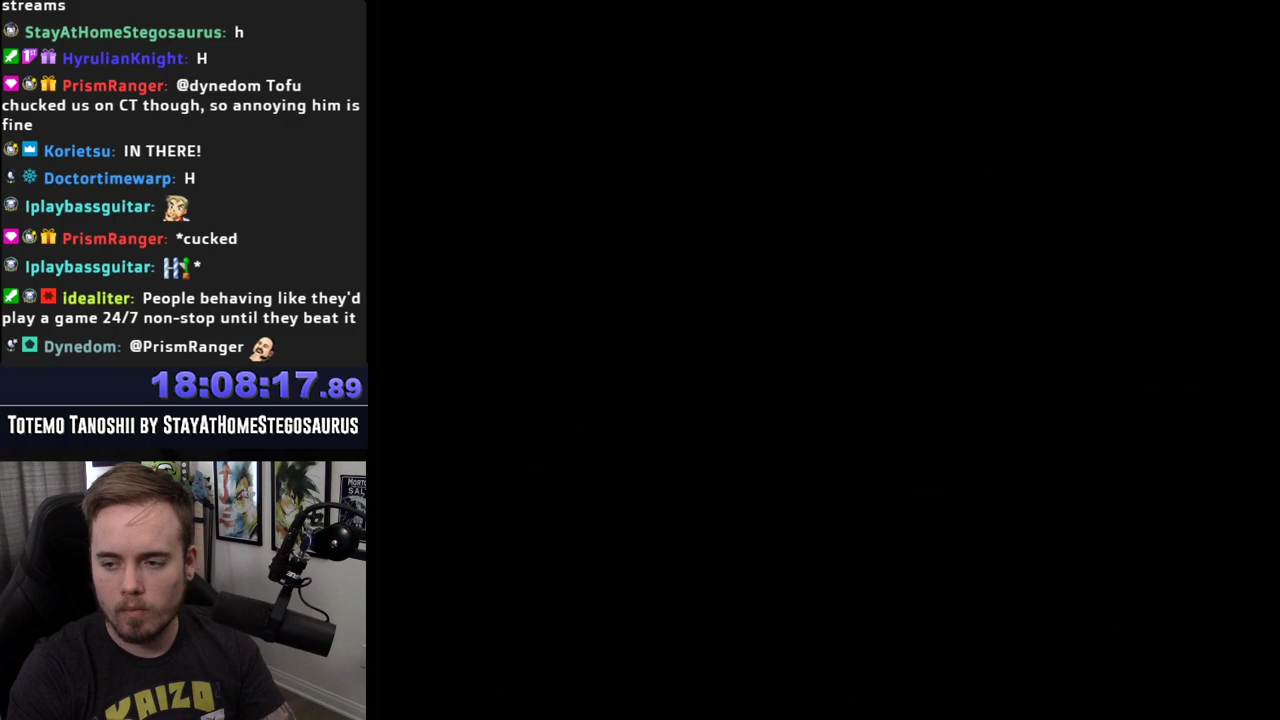 streams
StayAtHomeStegosaurus: h
HyrulianKnight: H
PrismRanger: @dynedom Tofu
chucked us on CT though, so annoying him is
fine
Korietsu: IN THERE!
Doctortimewarp: H
Iplaybassguitar:
PrismRanger: *cucked
Iplaybassguitar: *
idealiter: People behaving like they'd
play a game 24/7 non-stop until they beat it
Dynedom: @PrismRanger
18:08:17.89
TOTEMO TANOSHII BY STAYATHOMESTEGOSAURUS
KAIZO